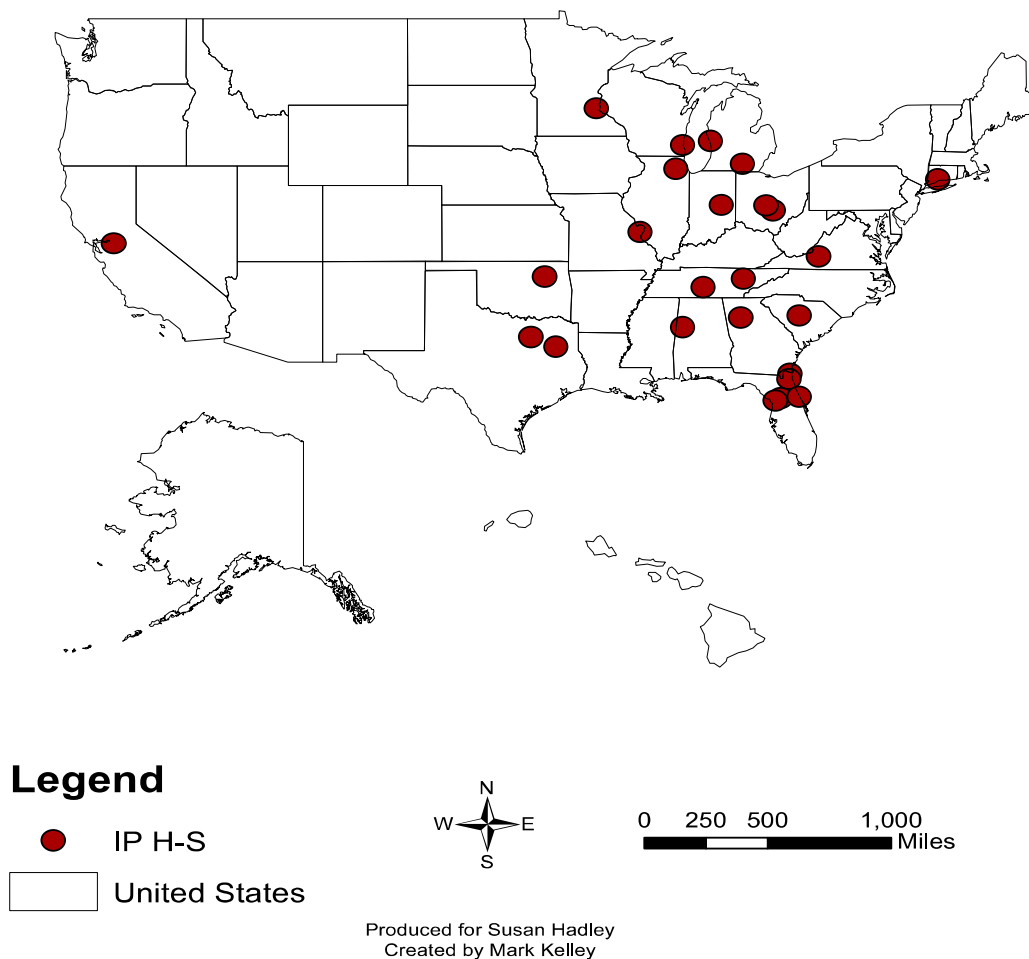 Legend
IP H-S
United States
N
W E
S
0 250 500 1,000
Miles
Produced for Susan Hadley
Created by Mark Kelley